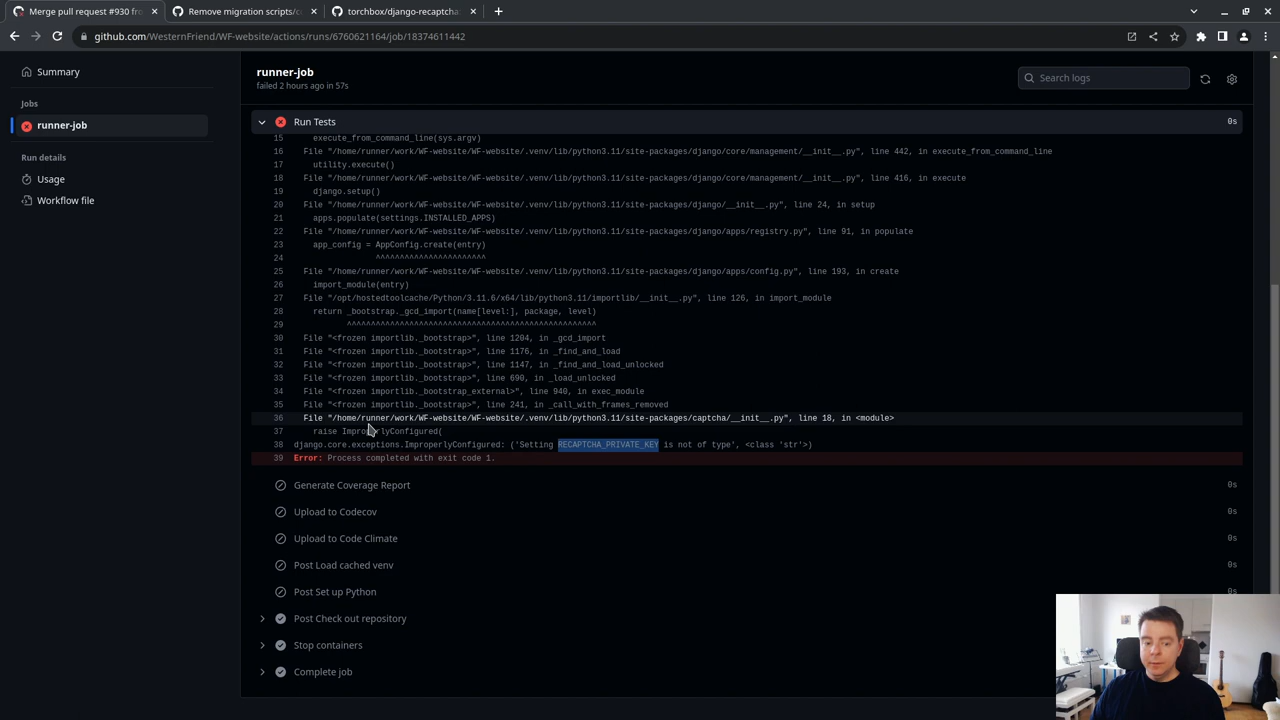 Merge pull request #930 fro
Remove migration scripts/c
torchbox/django-recaptcha
github.com/WesternFriend/WF-website/actions/runs/6760621164/job/18374611442
Summary
Jobs
runner-job
Run details
Usage
Workflow file
runner-job
failed 2 hours ago in 57s
Search logs
Run Tests
0s
15 execute_from_command_line(sys.argv)
16 File "/home/runner/work/WF-website/WF-website/.venv/lib/python3.11/site-packages/django/core/management/__init__.py", line 442, in execute_from_command_line
17 utility.execute()
18 File "/home/runner/work/WF-website/WF-website/.venv/lib/python3.11/site-packages/django/core/management/__init__.py", line 416, in execute
19 django.setup()
20 File "/home/runner/work/WF-website/WF-website/.venv/lib/python3.11/site-packages/django/__init__.py", line 24, in setup
21 apps.populate(settings.INSTALLED_APPS)
22 File "/home/runner/work/WF-website/WF-website/.venv/lib/python3.11/site-packages/django/apps/registry.py", line 91, in populate
23 app_config = AppConfig.create(entry)
24 ^^^^^^^^^^^^^^^^^^^^^^^
25 File "/home/runner/work/WF-website/WF-website/.venv/lib/python3.11/site-packages/django/apps/config.py", line 193, in create
26 import_module(entry)
27 File "/opt/hostedtoolcache/Python/3.11.6/x64/lib/python3.11/importlib/__init__.py", line 126, in import_module
28 return _bootstrap._gcd_import(name[level:], package, level)
29 ^^^^^^^^^^^^^^^^^^^^^^^^^^^^^^^^^^^^^^^^^^^^^^^^^^^^
30 File "<frozen importlib._bootstrap>", line 1204, in _gcd_import
31 File "<frozen importlib._bootstrap>", line 1176, in _find_and_load
32 File "<frozen importlib._bootstrap>", line 1147, in _find_and_load_unlocked
33 File "<frozen importlib._bootstrap>", line 690, in _load_unlocked
34 File "<frozen importlib._bootstrap_external>", line 940, in exec_module
35 File "<frozen importlib._bootstrap>", line 241, in _call_with_frames_removed
36 File "/home/runner/work/WF-website/WF-website/.venv/lib/python3.11/site-packages/captcha/__init__.py", line 18, in <module>
37 raise ImproperlyConfigured(
38 django.core.exceptions.ImproperlyConfigured: ('Setting RECAPTCHA_PRIVATE_KEY is not of type', <class 'str'>)
39 Error: Process completed with exit code 1.
Generate Coverage Report 0s
Upload to Codecov 0s
Upload to Code Climate 0s
Post Load cached venv 0s
Post Set up Python 0s
Post Check out repository
Stop containers
Complete job